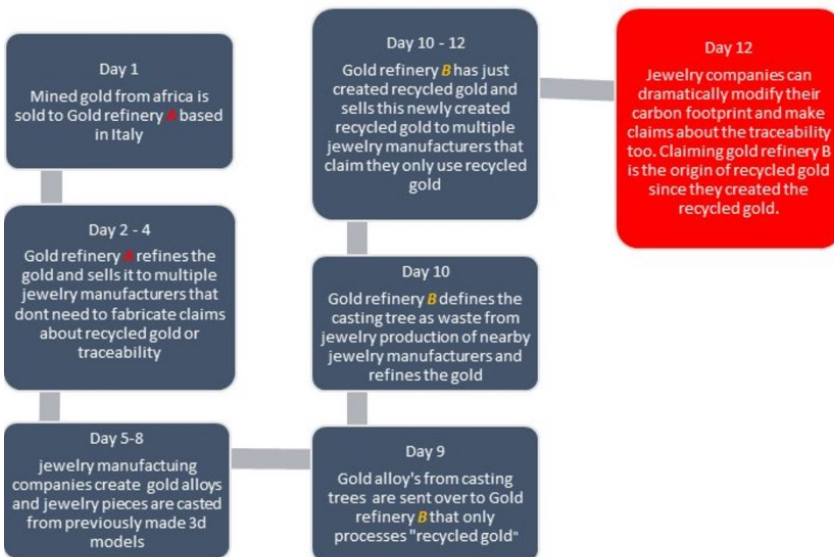 Day 1
Mined gold from africa is
sold to Gold refinery A based
in Italy
Day 2 - 4
Gold refinery A refines the
gold and sells it to multiple
jewelry manufacturers that
dont need to fabricate claims
about recycled gold or
traceability
Day 5-8
jewelry manufactuing
companies create gold alloys
and jewelry pieces are casted
from previously made 3d
models
Day 9
Gold alloy's from casting
trees are sent over to Gold
refinery B that only
processes "recycled gold"
Day 10
Gold refinery B defines the
casting tree as waste from
jewelry production of nearby
jewelry manufacturers and
refines the gold
Day 10 - 12
Gold refinery B has just
created recycled gold and
sells this newly created
recycled gold to multiple
jewelry manufacturers that
claim they only use recycled
gold
Day 12
Jewelry companies can
dramatically modify their
carbon footprint and make
claims about the traceability
too. Claiming gold refinery B
is the origin of recycled gold
since they created the
recycled gold.